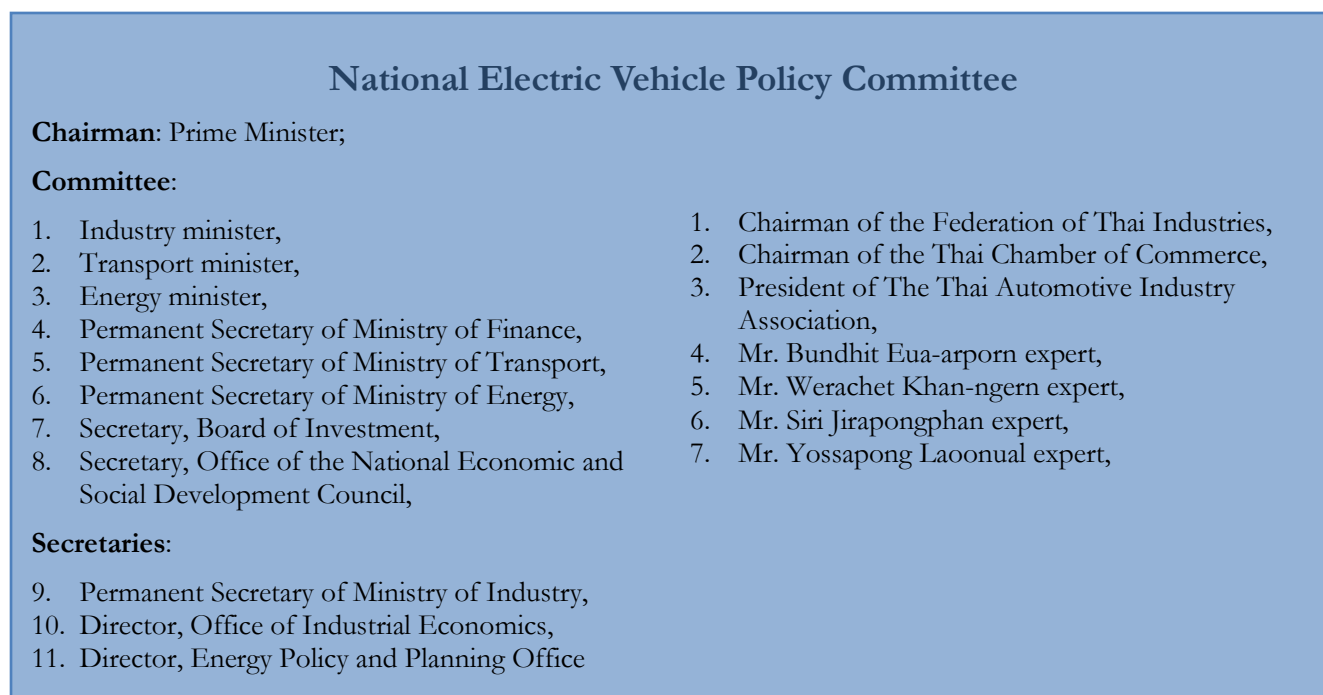 National Electric Vehicle Policy Committee
Chairman: Prime Minister;
Committee:
1. Industry minister,
2. Transport minister,
3. Energy minister,
4. Permanent Secretary of Ministry of Finance,
5. Permanent Secretary of Ministry of Transport,
6. Permanent Secretary of Ministry of Energy,
7. Secretary, Board of Investment,
8. Secretary, Office of the National Economic and
Social Development Council,
1. Chairman of the Federation of Thai Industries,
2. Chairman of the Thai Chamber of Commerce,
3. President of The Thai Automotive Industry
Association,
4. Mr. Bundhit Eua-arporn expert,
5. Mr. Werachet Khan-ngern expert,
6. Mr. Siri Jirapongphan expert,
7. Mr. Yossapong Laoonual expert,
Secretaries:
9. Permanent Secretary of Ministry of Industry,
10. Director, Office of Industrial Economics,
11. Director, Energy Policy and Planning Office